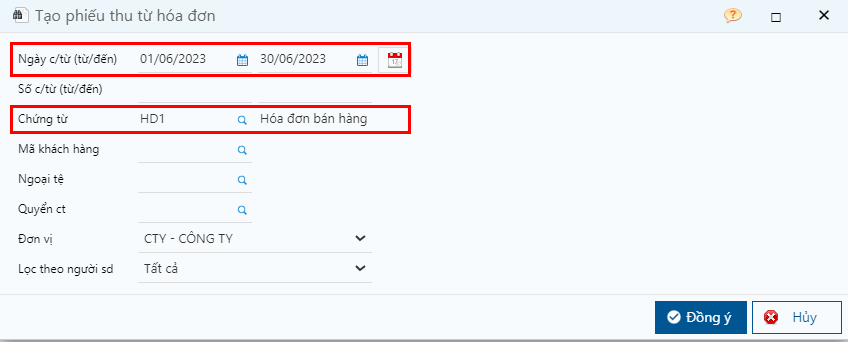 Tạo phiếu thu từ hóa đơn
Ngày c/từ (từ/đến) 01/06/2023 30/06/2023
Số c/từ (từ/đến)
Chứng từ HD1 Hóa đơn bán hàng
Mã khách hàng
Ngoại tệ
Quyển ct
Đơn vị CTY - CÔNG TY
Lọc theo người sd Tất cả
Đồng ý Hủy